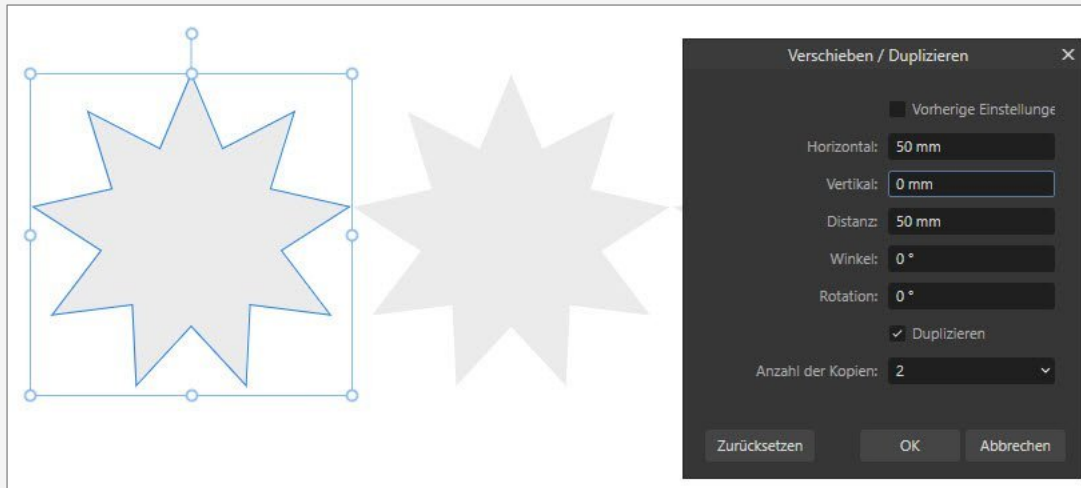 Verschieben / Duplizieren
Vorherige Einstellunge
Horizontal: 50 mm
Vertikal: 0 mm
Distanz: 50 mm
Winkel: 0 °
Rotation: 0 °
Duplizieren
Anzahl der Kopien: 2
Zurücksetzen OK Abbrechen